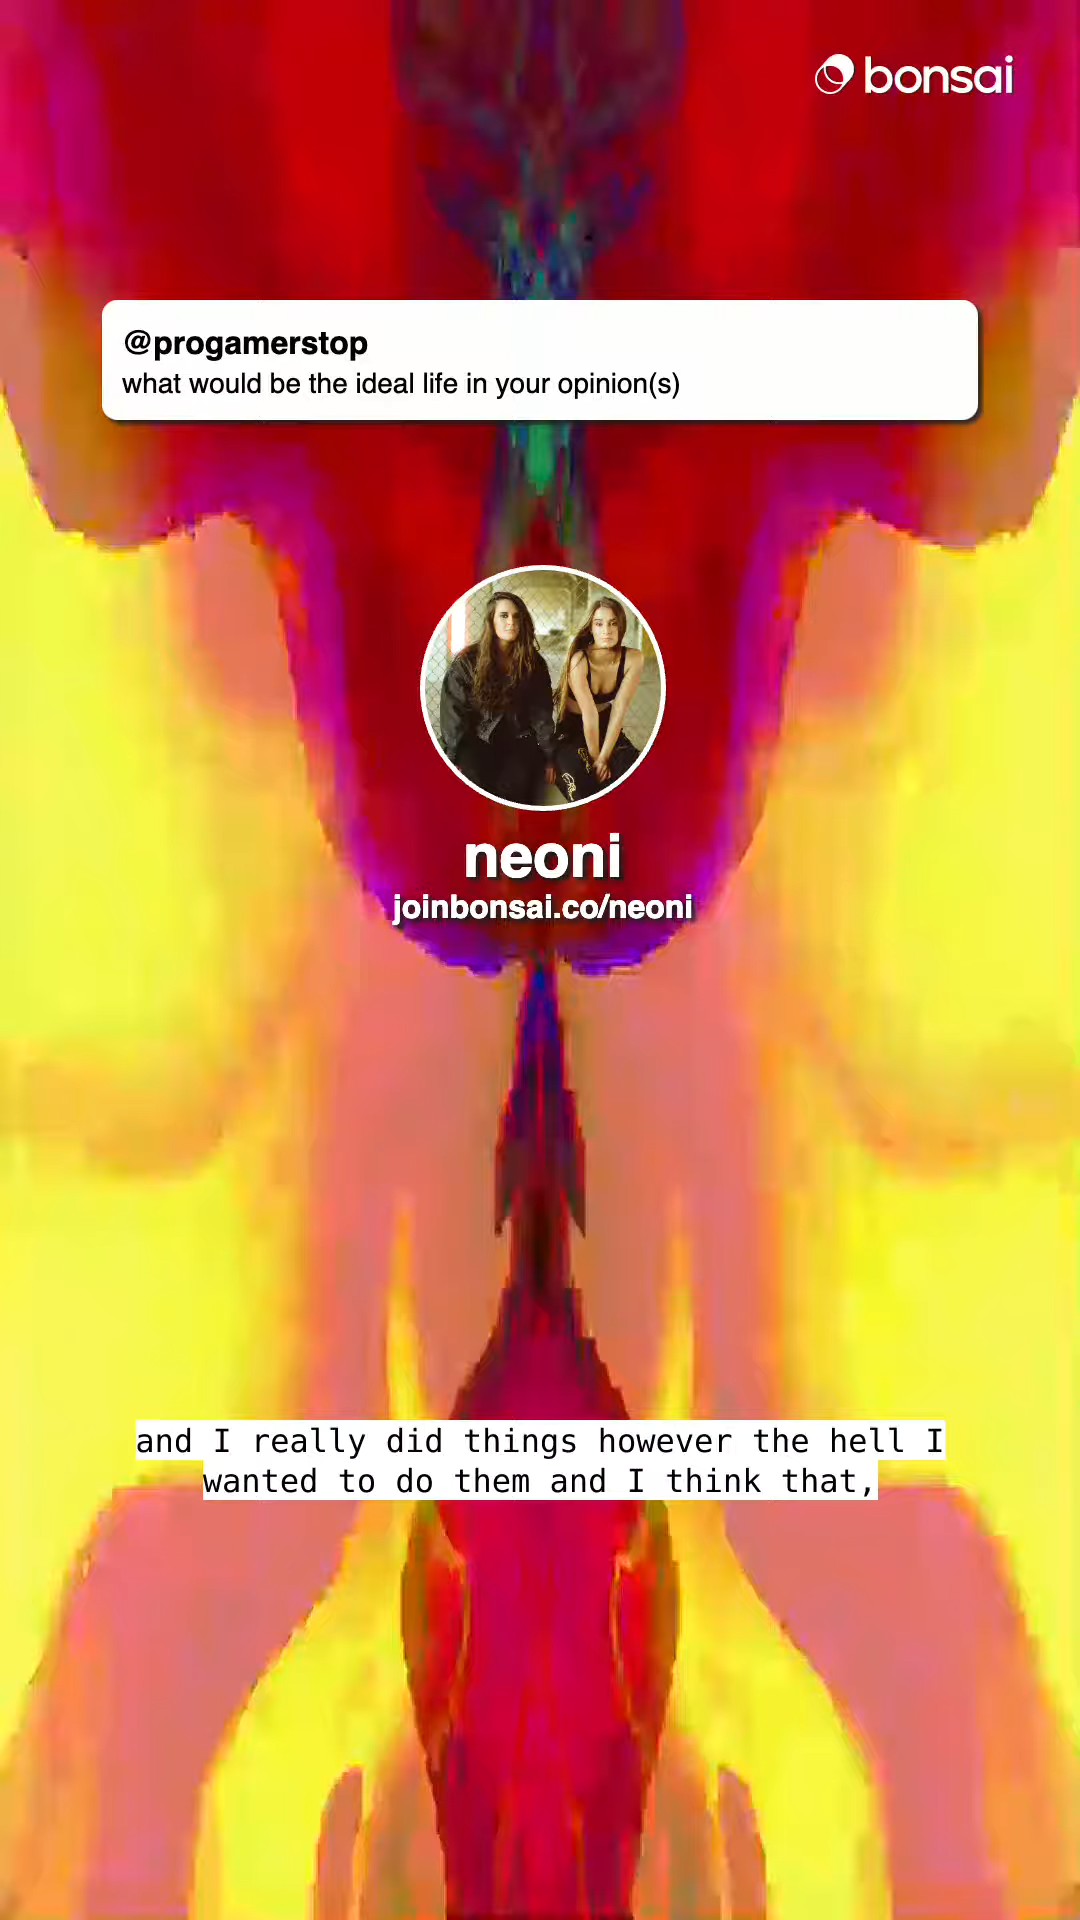 bonsai
@progamerstop
what would be the ideal life in your opinion(s)
neoni
joinbonsai.co/neoni
and I really did things however the hell I
wanted to do them and I think that,